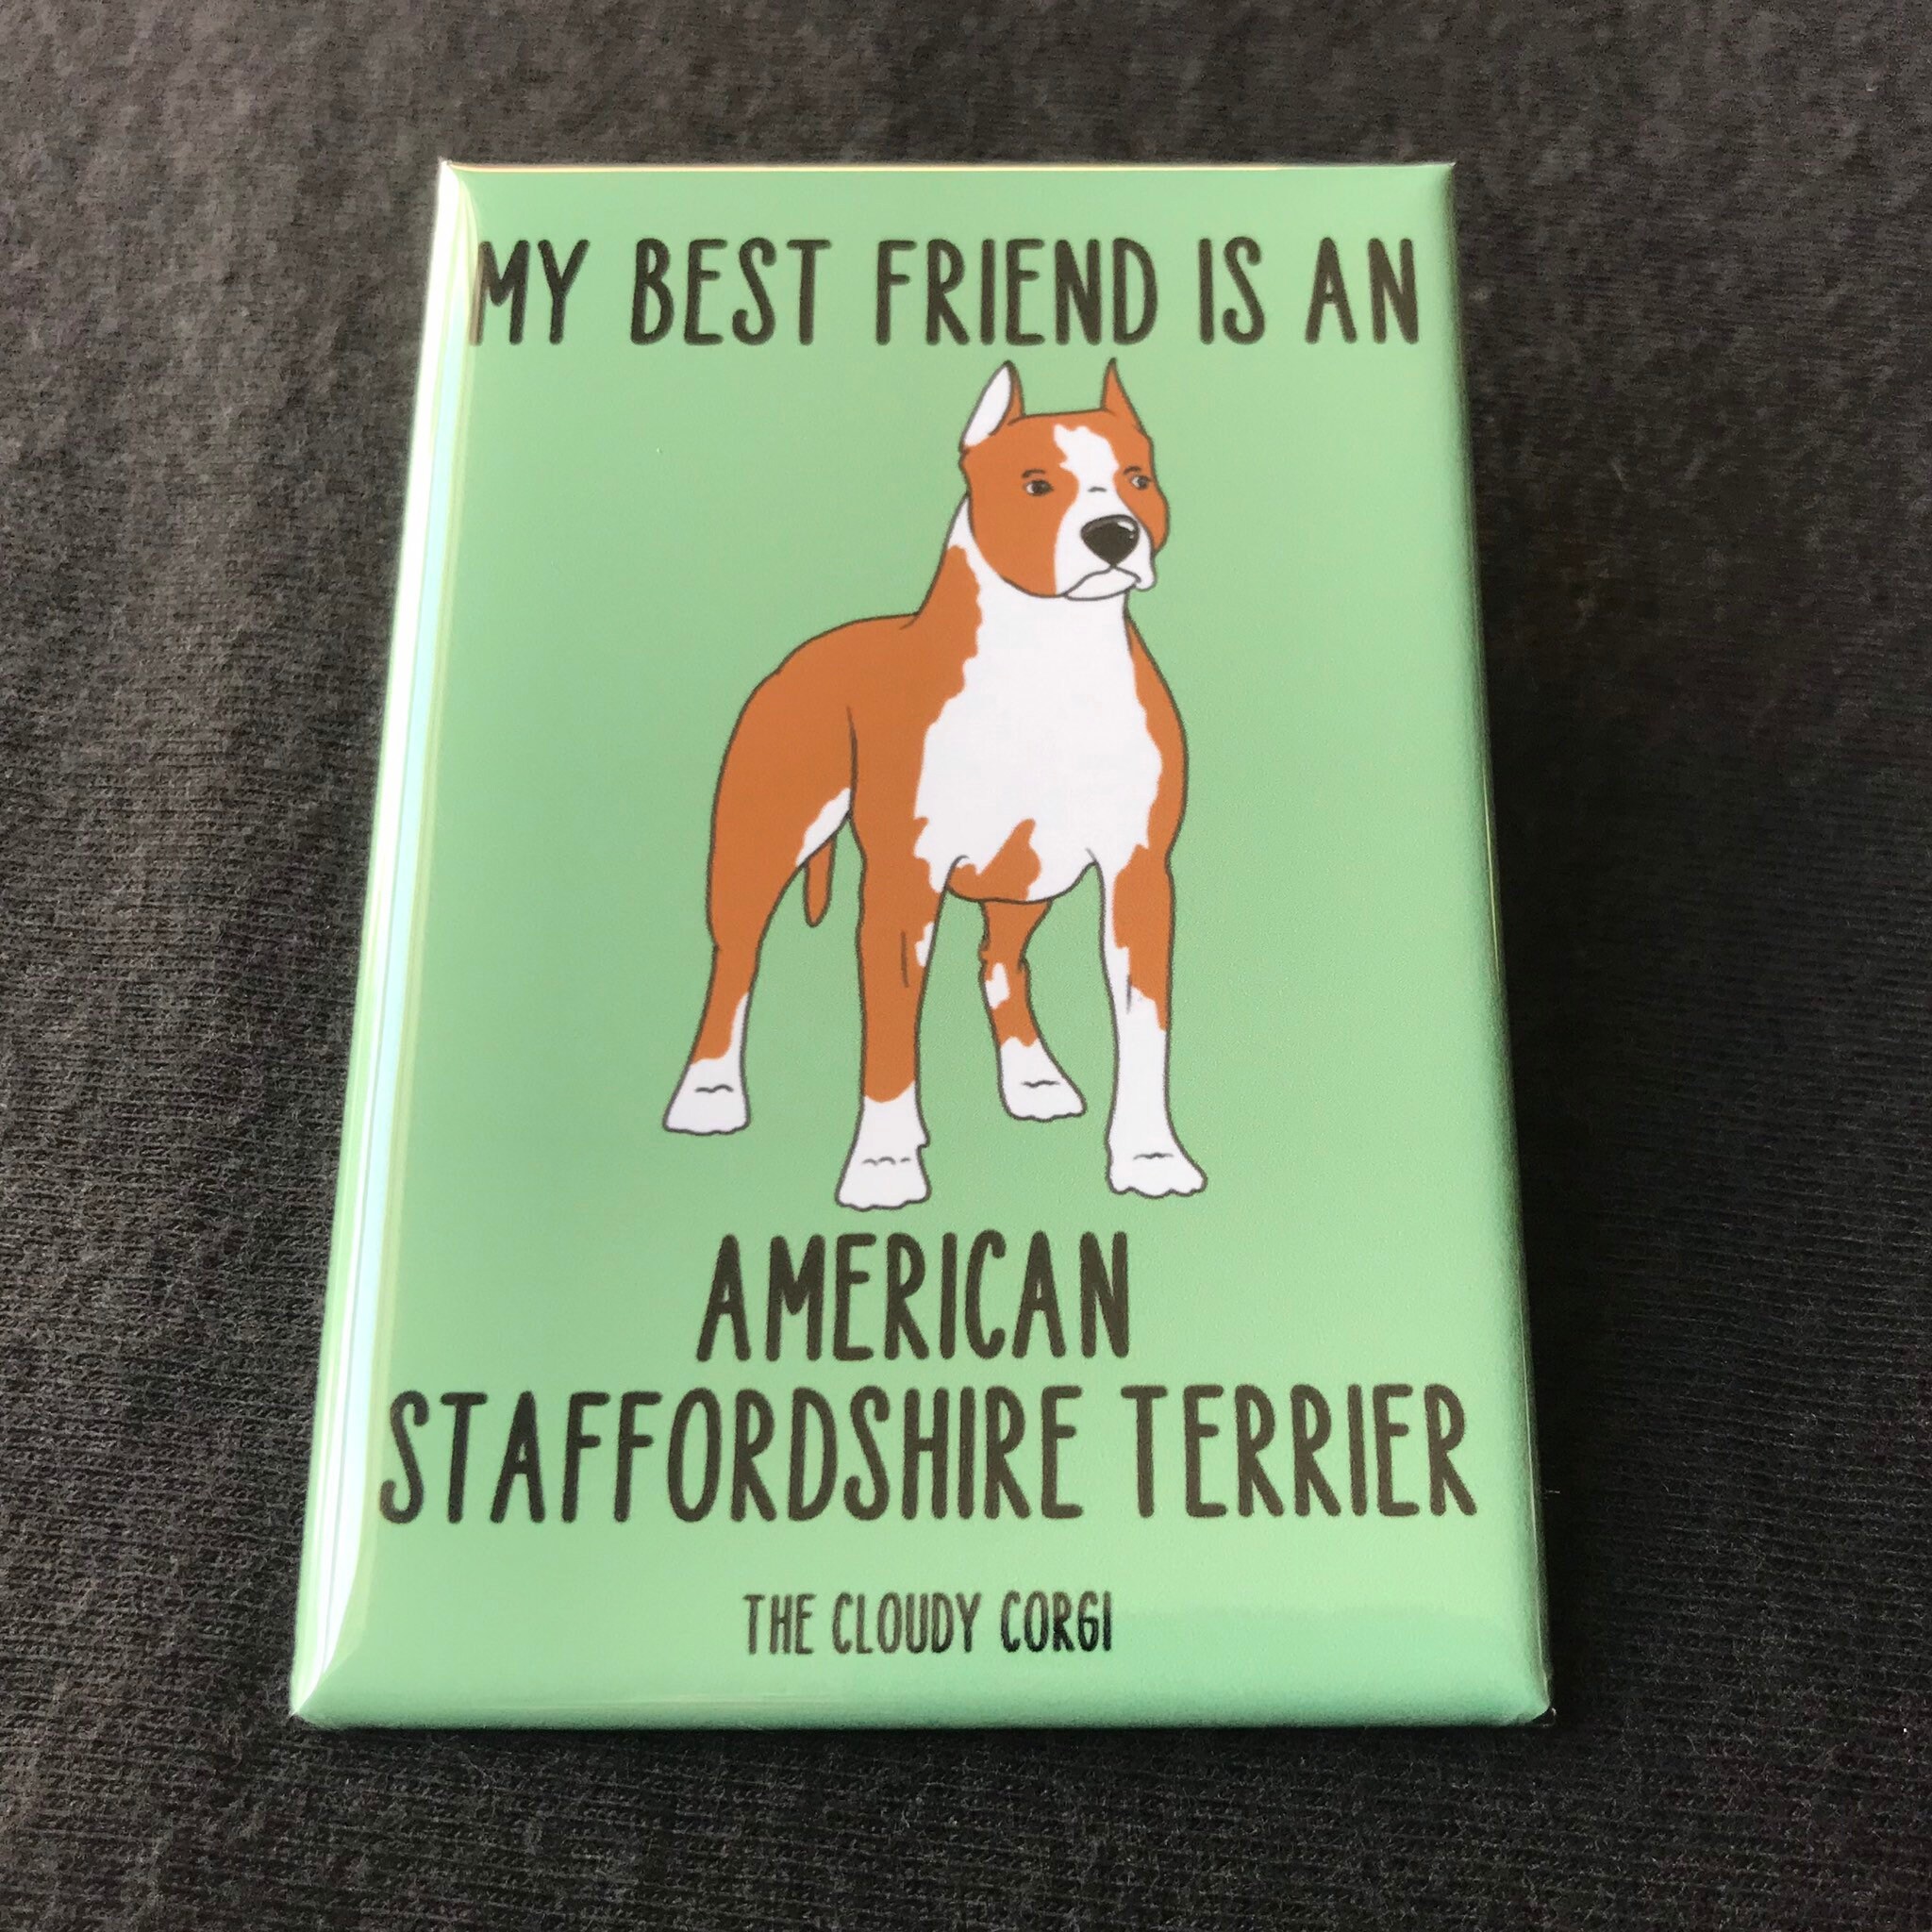 MY BEST FRIEND IS AN
AMERICAN
STAFFORDSHIRE TERRIER
THE CLOUDY CORGI